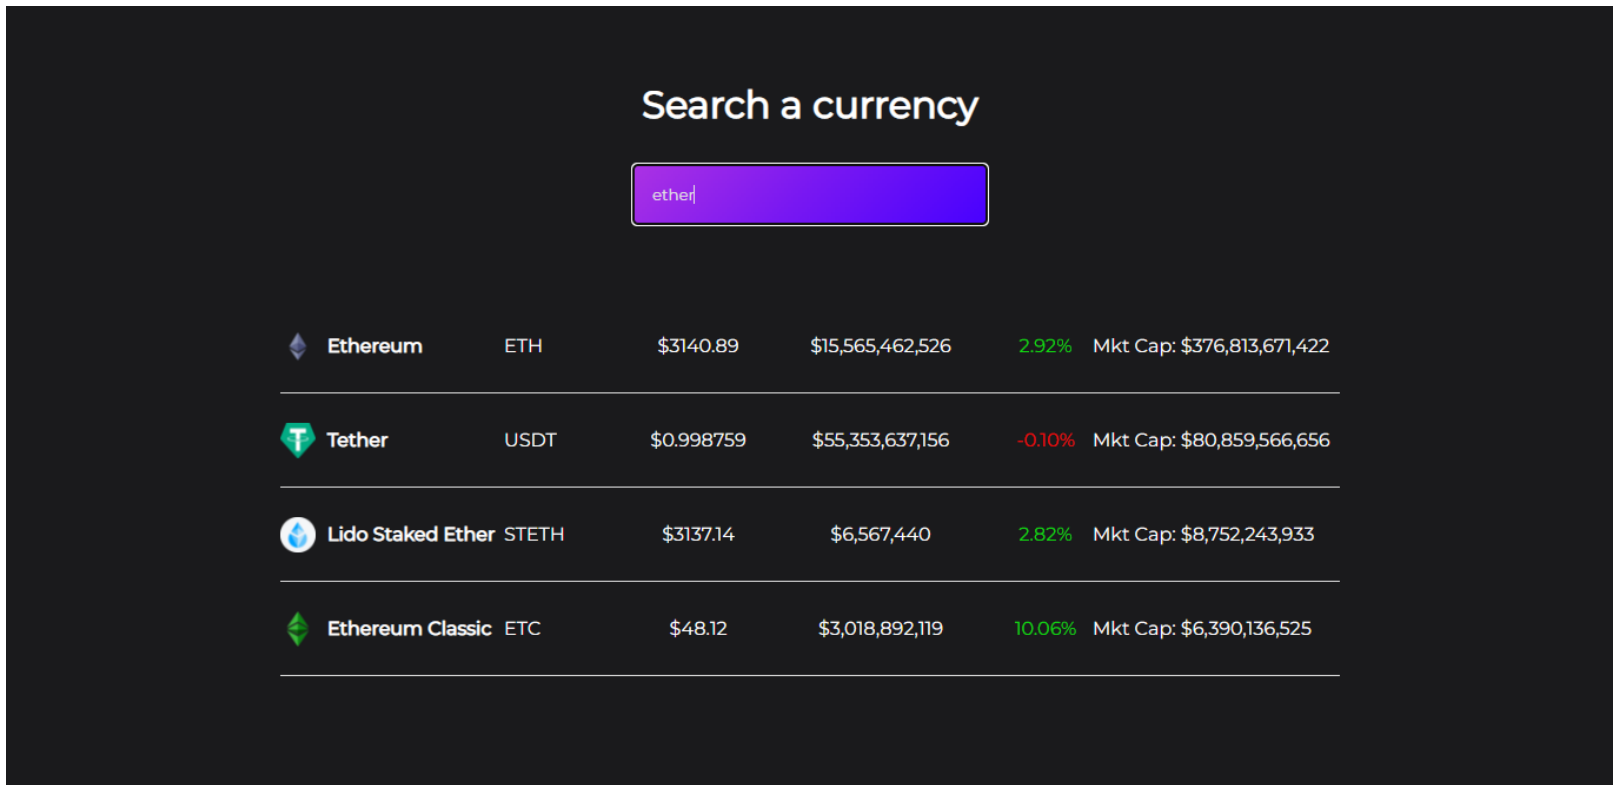 Search a currency
ether
Ethereum ETH $3140.89 $15,565,462,526 2.92% Mkt Cap: $376,813,671,422
Tether USDT $0.998759 $55,353,637,156 -0.10% Mkt Cap: $80,859,566,656
Lido Staked Ether STETH $3137.14 $6,567,440 2.82% Mkt Cap: $8,752,243,933
Ethereum Classic ETC $48.12 $3,018,892,119 10.06% Mkt Cap: $6,390,136,525